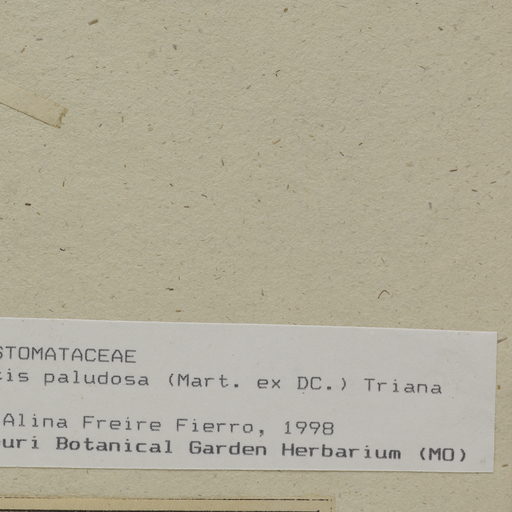 STOMATACEAE
tis paludosa (Mart. ex DC.) Triana
Alina Freire Fierro, 1998
uri Botanical Garden Herbarium (MO)